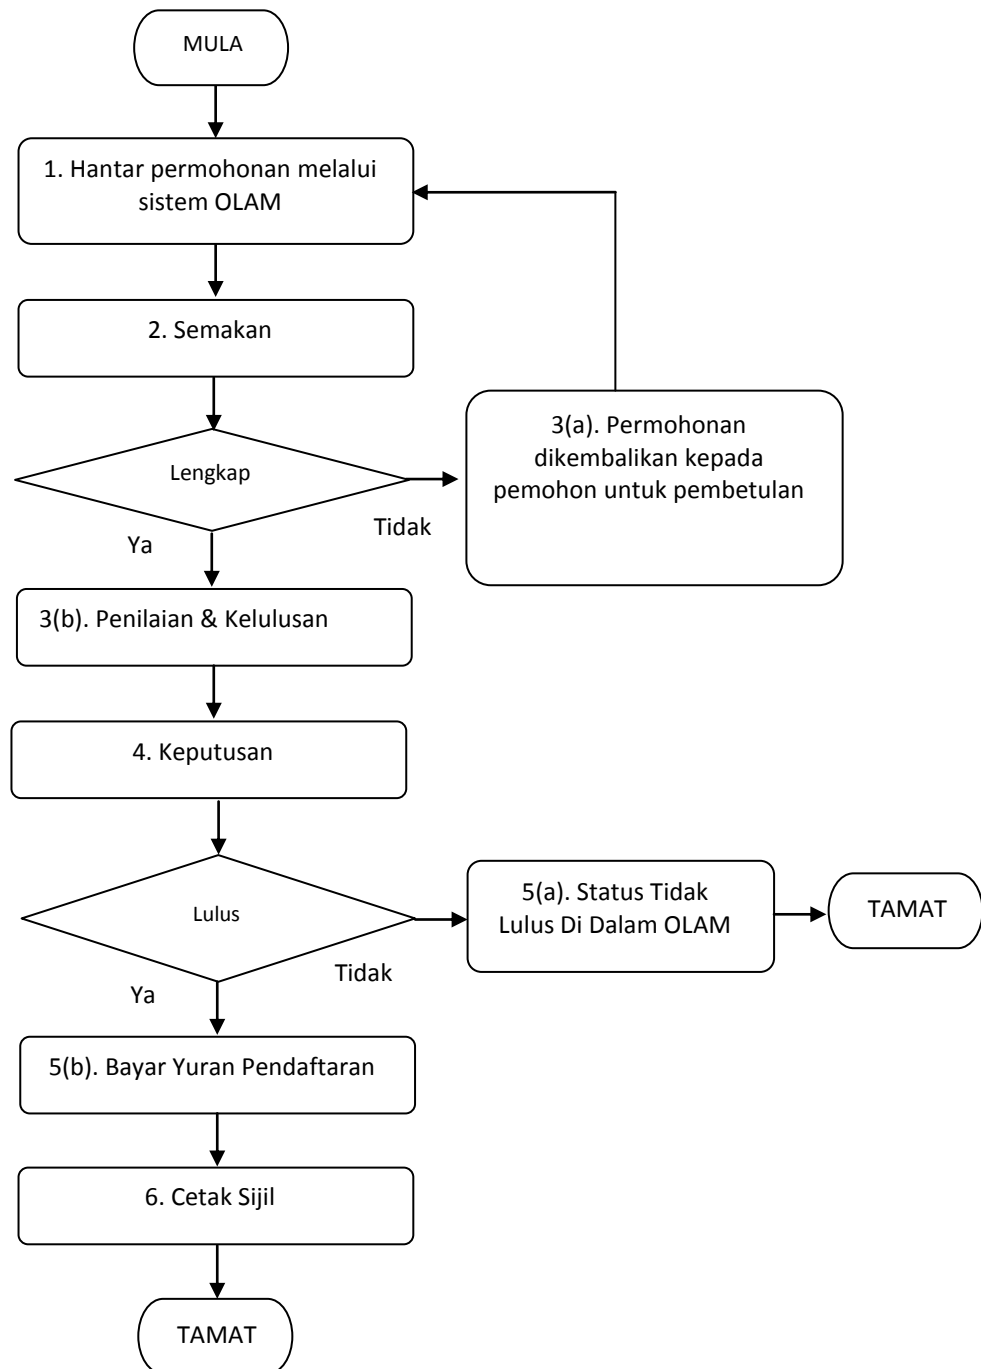 MULA
1. Hantar permohonan melalui
sistem OLAM
2. Semakan
Lengkap
3(a). Permohonan
dikembalikan kepada
pemohon untuk pembetulan
Tidak
Ya
3(b). Penilaian & Kelulusan
4. Keputusan
Lulus
5(a). Status Tidak
Lulus Di Dalam OLAM
TAMAT
Tidak
Ya
5(b). Bayar Yuran Pendaftaran
6. Cetak Sijil
TAMAT